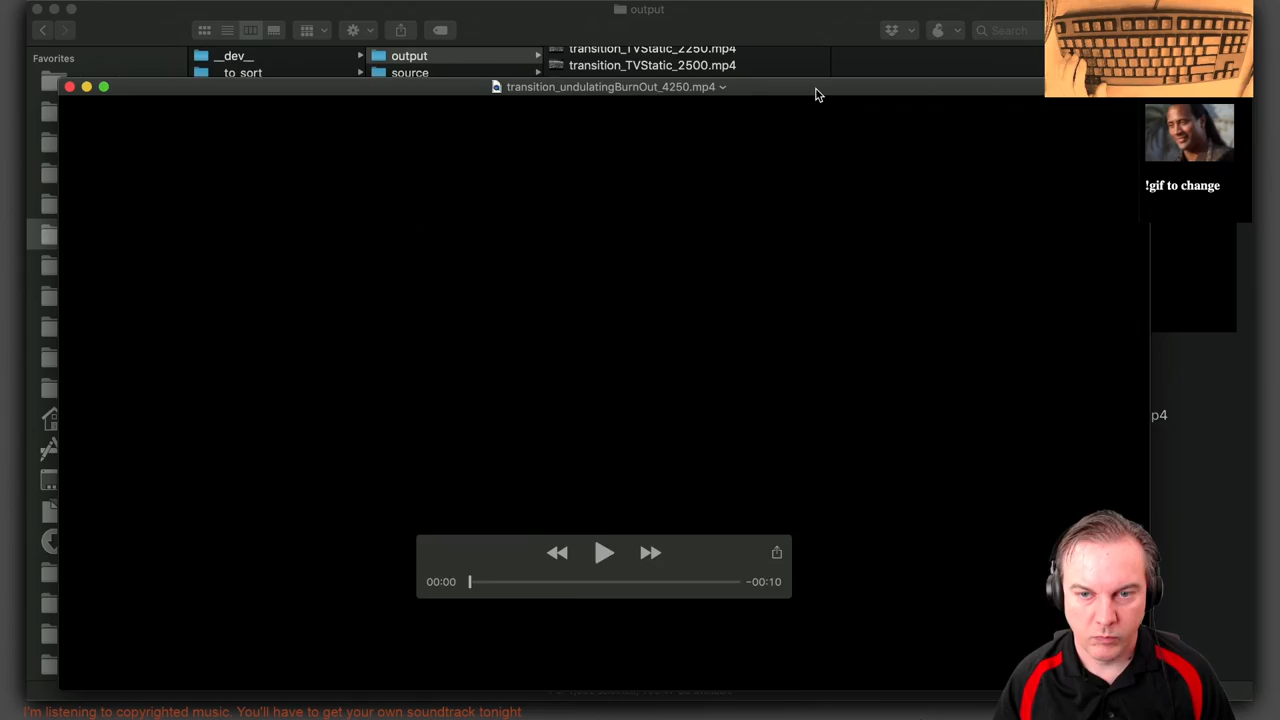 output
Search
Favorites
__dev__
output
transition_TVStatic_2250.mp4
to sort
source
transition_TVStatic_2500.mp4
transition_undulatingBurnOut_4250.mp4
!gif to change
p4
00:00
-00:10
I'm listening to copyrighted music. You'll have to get your own soundtrack tonight